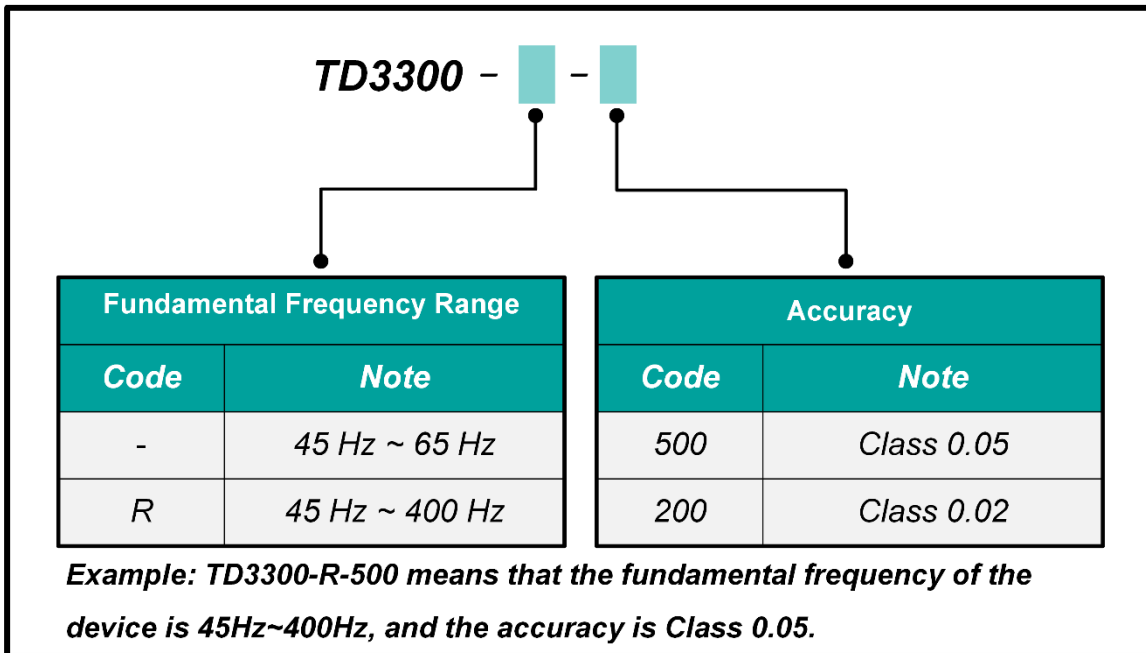 TD3300 - -
Fundamental Frequency Range
Code Note
- 45 Hz ~ 65 Hz
R 45 Hz ~ 400 Hz
Accuracy
Code Note
500 Class 0.05
200 Class 0.02
Example: TD3300-R-500 means that the fundamental frequency of the
device is 45Hz~400Hz, and the accuracy is Class 0.05.